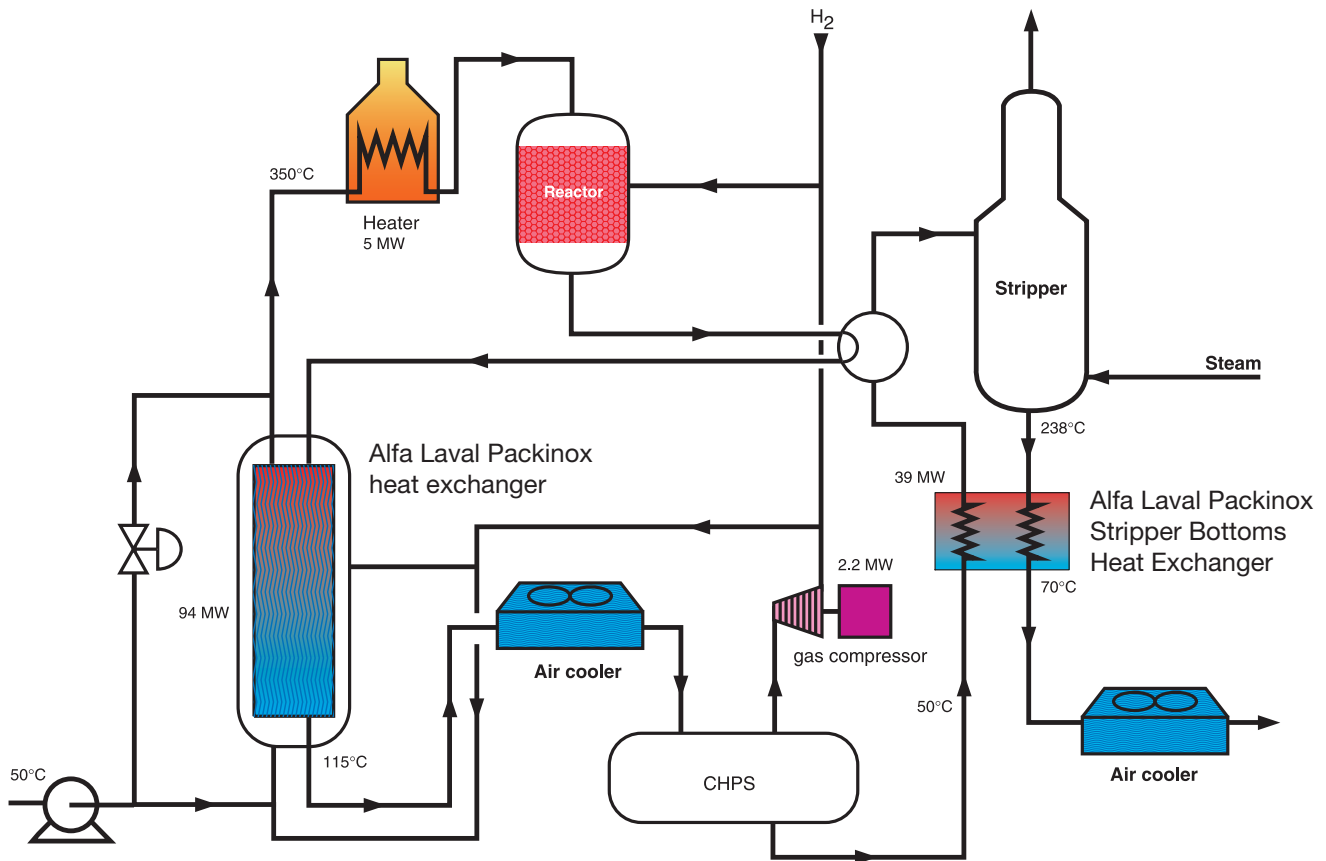 H2
350°C
Heater
5 MW
Reactor
Stripper
Steam
238°C
Alfa Laval Packinox
heat exchanger
39 MW
Alfa Laval Packinox
Stripper Bottoms
Heat Exchanger
2.2 MW
70°C
94 MW
gas compressor
Air cooler
50°C
115°C
50°C
CHPS
Air cooler